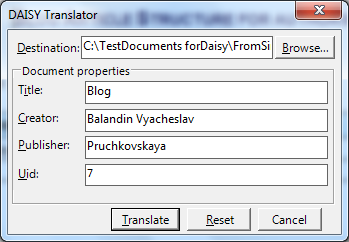 DAISY Translator
Destination: C:\TestDocuments forDaisy\FromSi Browse...
Document properties
Title: Blog
Creator: Balandin Vyacheslav
Publisher: Pruchkovskaya
Uid: 7
Translate Reset Cancel